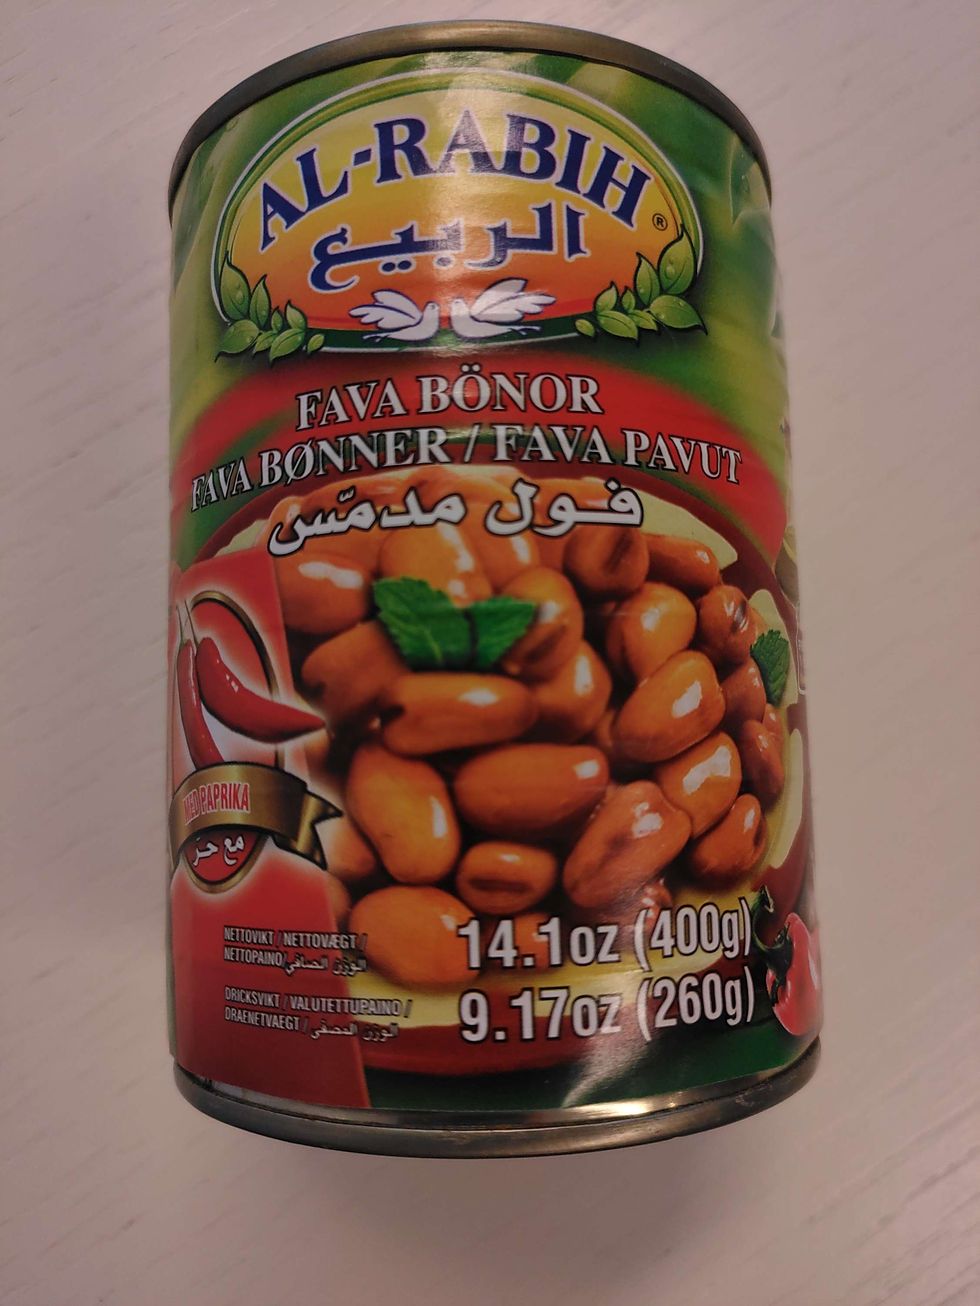 AL-RABIH
®
الربيع
FAVA BÖNOR
FAVA BØNNER / FAVA PAVUT
فول مدمّس
MED PAPRIKA
مع حرّ
NETTOVIKT / NETTOVÆGT /
NETTOPAINO/الوزن الصافي
14.1oz (400g)
DRICKSVIKT / VALUTETTUPAINO /
DRAENETVAEGT / الوزن المصفى
9.17oz (260g)